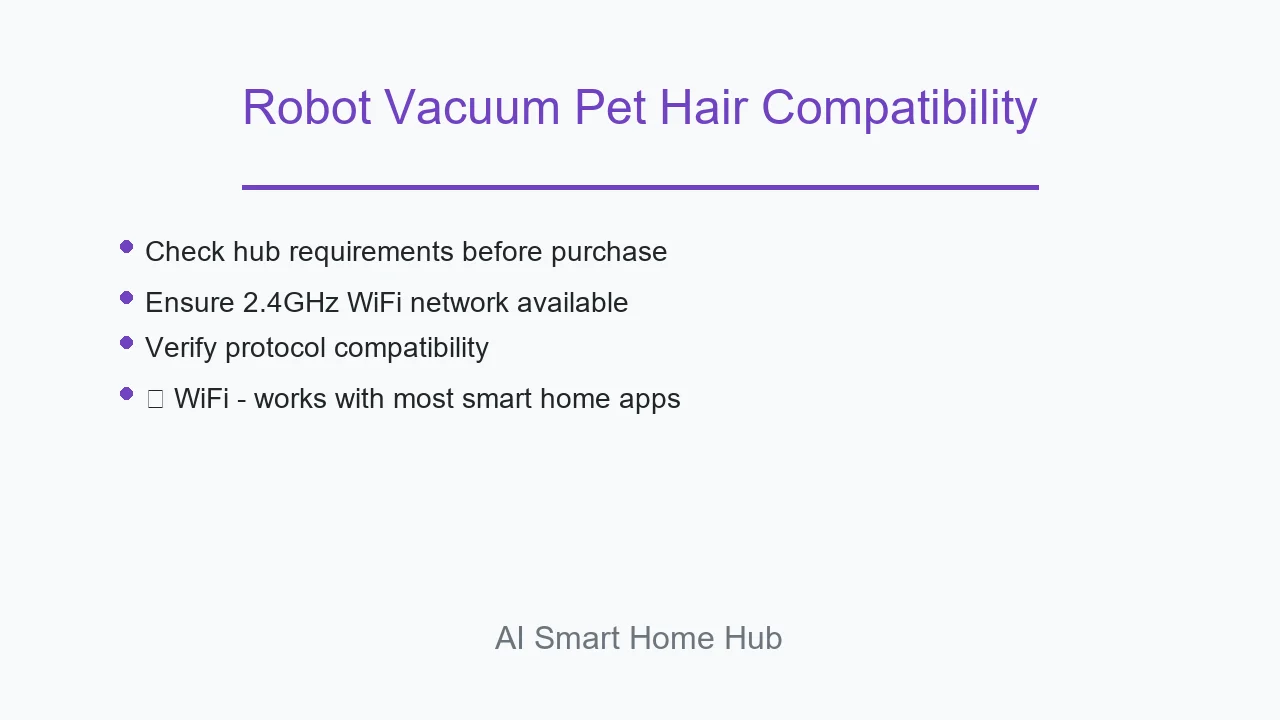 Robot Vacuum Pet Hair Compatibility
Check hub requirements before purchase
Ensure 2.4GHz WiFi network available
Verify protocol compatibility
□ WiFi - works with most smart home apps
AI Smart Home Hub